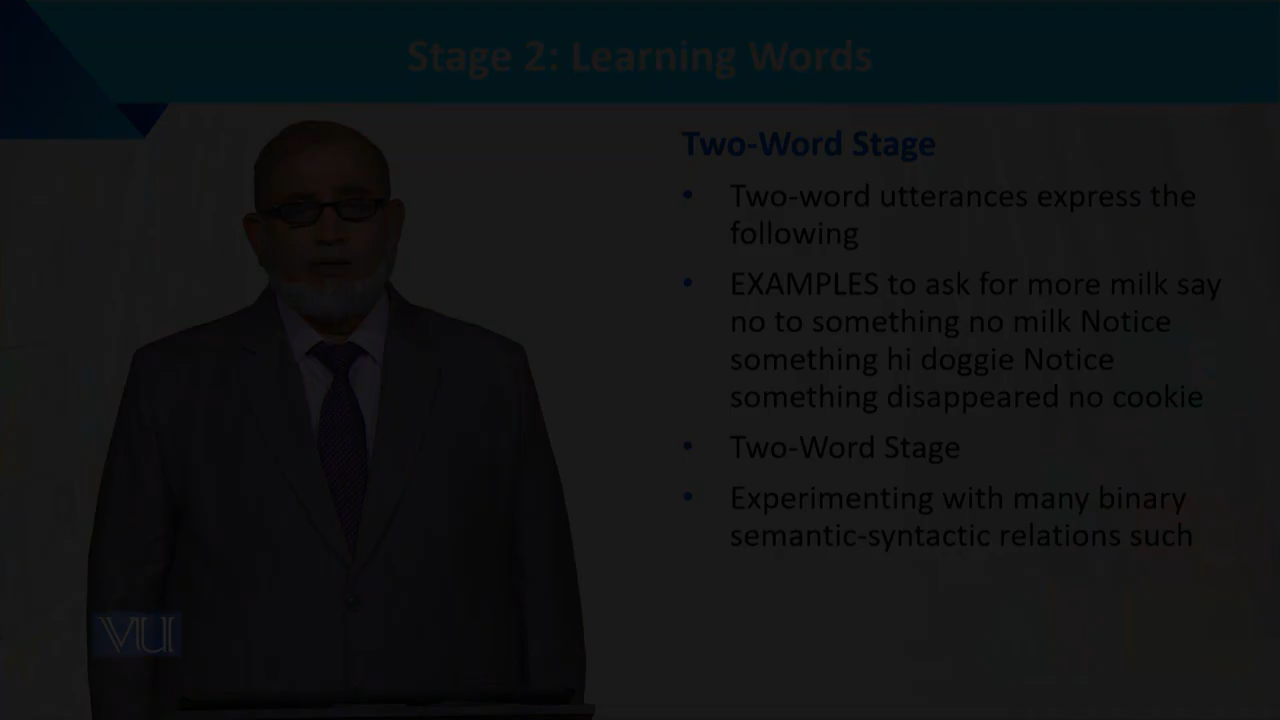 Stage 2: Learning Words
Two-Word Stage
• Two-word utterances express the
following
• EXAMPLES to ask for more milk say
no to something no milk Notice
something hi doggie Notice
something disappeared no cookie
• Two-Word Stage
• Experimenting with many binary
semantic-syntactic relations such
VU